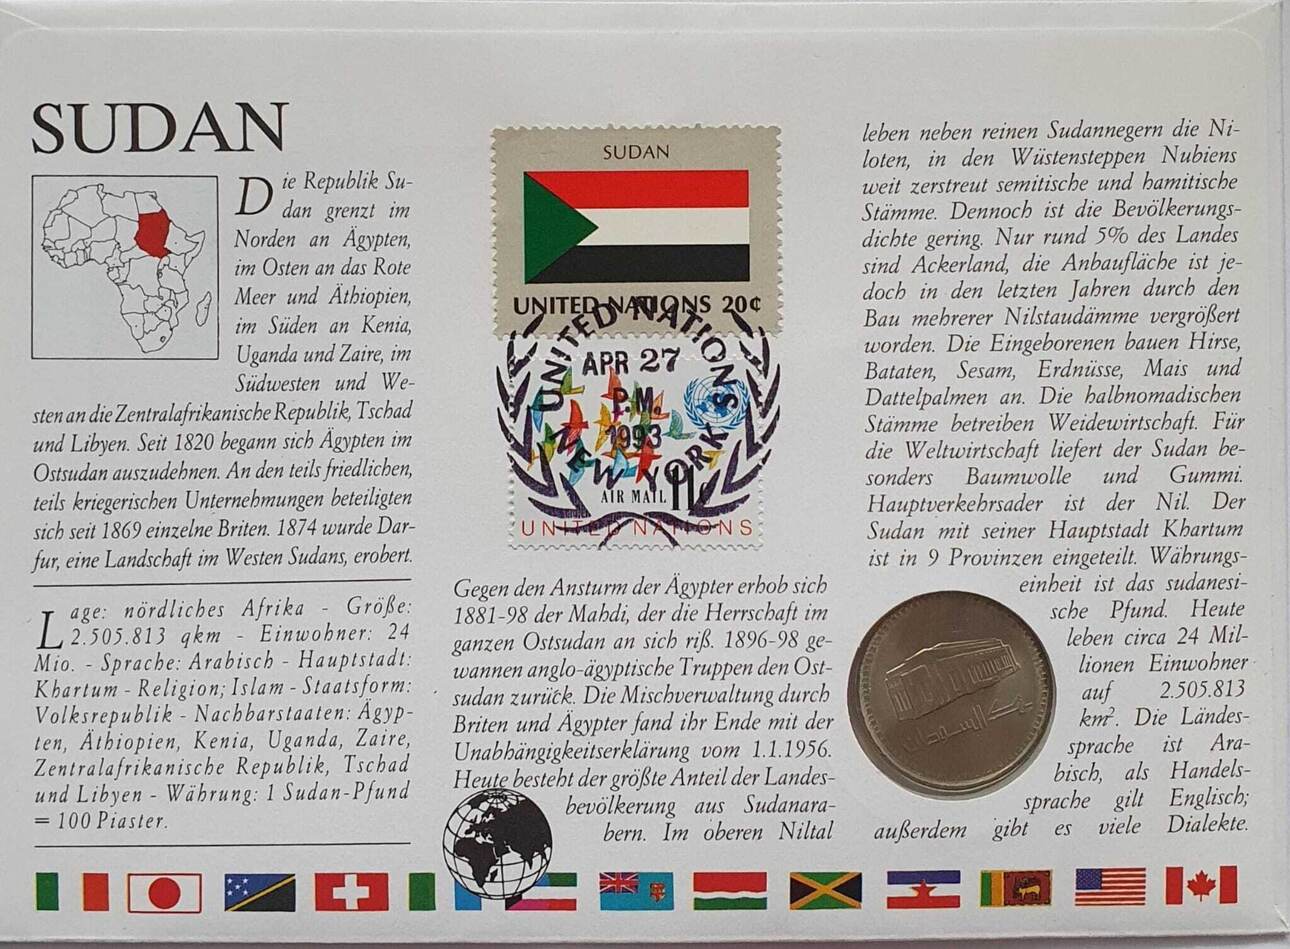 SUDAN
Die Republik Su-
dan grenzt im
Norden an Ägypten,
im Osten an das Rote
Meer und Äthiopien,
im Süden an Kenia,
Uganda und Zaire, im
Südwesten und We-
sten an die Zentralafrikanische Republik, Tschad
und Libyen. Seit 1820 begann sich Ägypten im
Ostsudan auszudehnen. An den teils friedlichen,
teils kriegerischen Unternehmungen beteiligten
sich seit 1869 einzelne Briten. 1874 wurde Dar-
fur, eine Landschaft im Westen Sudans, erobert.
Lage: nördliches Afrika - Größe:
2.505.813 qkm - Einwohner: 24
Mio. - Sprache: Arabisch - Hauptstadt:
Khartum - Religion; Islam - Staatsform:
Volksrepublik - Nachbarstaaten: Ägyp-
ten, Äthiopien, Kenia, Uganda, Zaire,
Zentralafrikanische Republik, Tschad
und Libyen - Währung: 1 Sudan-Pfund
= 100 Piaster.
SUDAN
UNITED NATIONS 20¢
UNITED NATIONS
APR 27
P.M.
1993
NEW YORK
AIR MAIL 11¢
UNITED NATIONS
Gegen den Ansturm der Ägypter erhob sich
1881-98 der Mahdi, der die Herrschaft im
ganzen Ostsudan an sich riß. 1896-98 ge-
wannen anglo-ägyptische Truppen den Ost-
sudan zurück. Die Mischverwaltung durch
Briten und Ägypter fand ihr Ende mit der
Unabhängigkeitserklärung vom 1.1.1956.
Heute besteht der größte Anteil der Landes-
bevölkerung aus Sudanara-
bern. Im oberen Niltal
leben neben reinen Sudannegern die Ni-
loten, in den Wüstensteppen Nubiens
weit zerstreut semitische und hamitische
Stämme. Dennoch ist die Bevölkerungs-
dichte gering. Nur rund 5% des Landes
sind Ackerland, die Anbaufläche ist je-
doch in den letzten Jahren durch den
Bau mehrerer Nilstaudämme vergrößert
worden. Die Eingeborenen bauen Hirse,
Bataten, Sesam, Erdnüsse, Mais und
Dattelpalmen an. Die halbnomadischen
Stämme betreiben Weidewirtschaft. Für
die Weltwirtschaft liefert der Sudan be-
sonders Baumwolle und Gummi.
Hauptverkehrsader ist der Nil. Der
Sudan mit seiner Hauptstadt Khartum
ist in 9 Provinzen eingeteilt. Währungs-
einheit ist das sudanesi-
sche Pfund. Heute
leben circa 24 Mil-
lionen Einwohner
auf 2.505.813
km². Die Ländes-
sprache ist Ara-
bisch, als Handels-
sprache gilt Englisch;
außerdem gibt es viele Dialekte.
بنك السودان